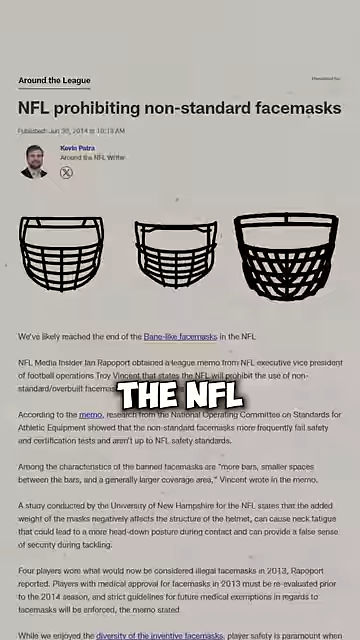 Around the League
NFL prohibiting non-standard facemasks
Published: Jun 30, 2014 at 10:13 AM
Kevin Patra
Around the NFL Writer
We've likely reached the end of the Bane-like facemasks in the NFL
NFL Media Insider Ian Rapoport obtained a league memo from NFL executive vice president
of football operations Troy Vincent that states the NFL will prohibit the use of non-
standard/overbuilt
THE NFL
According to the memo, research from the National Operating Committee on Standards for
Athletic Equipment showed that the non-standard facemasks more frequently fail safety
and certification tests and aren't up to NFL safety standards.
Among the characteristics of the banned facemasks are "more bars, smaller spaces
between the bars, and a generally larger coverage area," Vincent wrote in the memo.
A study conducted by the University of New Hampshire for the NFL states that the added
weight of the masks negatively affects the structure of the helmet, can cause neck fatigue
that could lead to a more head-down posture during contact and can provide a false
sense of security during tackling.
Four players wore what would now be considered illegal facemasks in 2013, Rapoport
reported. Players with medical approval for facemasks in 2013 must be re-evaluated prior
to the 2014 season, and strict guidelines for future medical exemptions in regards to
facemasks will be enforced, the memo stated
While we enjoyed the diversity of the inventive facemasks, player safety is paramount when